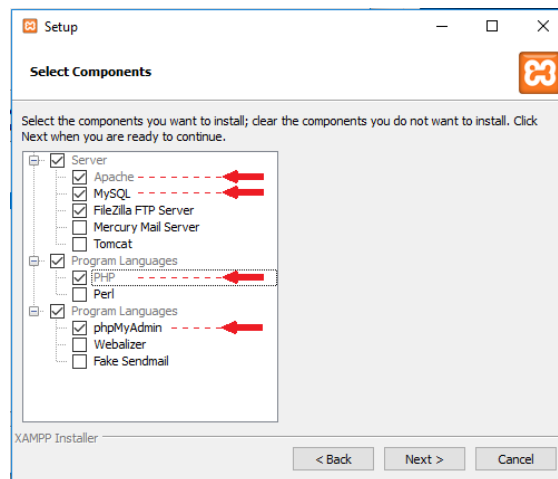 Setup
Select Components
Select the components you want to install; clear the components you do not want to install. Click
Next when you are ready to continue.
Server
Apache
MySQL
FileZilla FTP Server
Mercury Mail Server
Tomcat
Program Languages
PHP
Perl
Program Languages
phpMyAdmin
Webalizer
Fake Sendmail
XAMPP Installer
< Back Next > Cancel